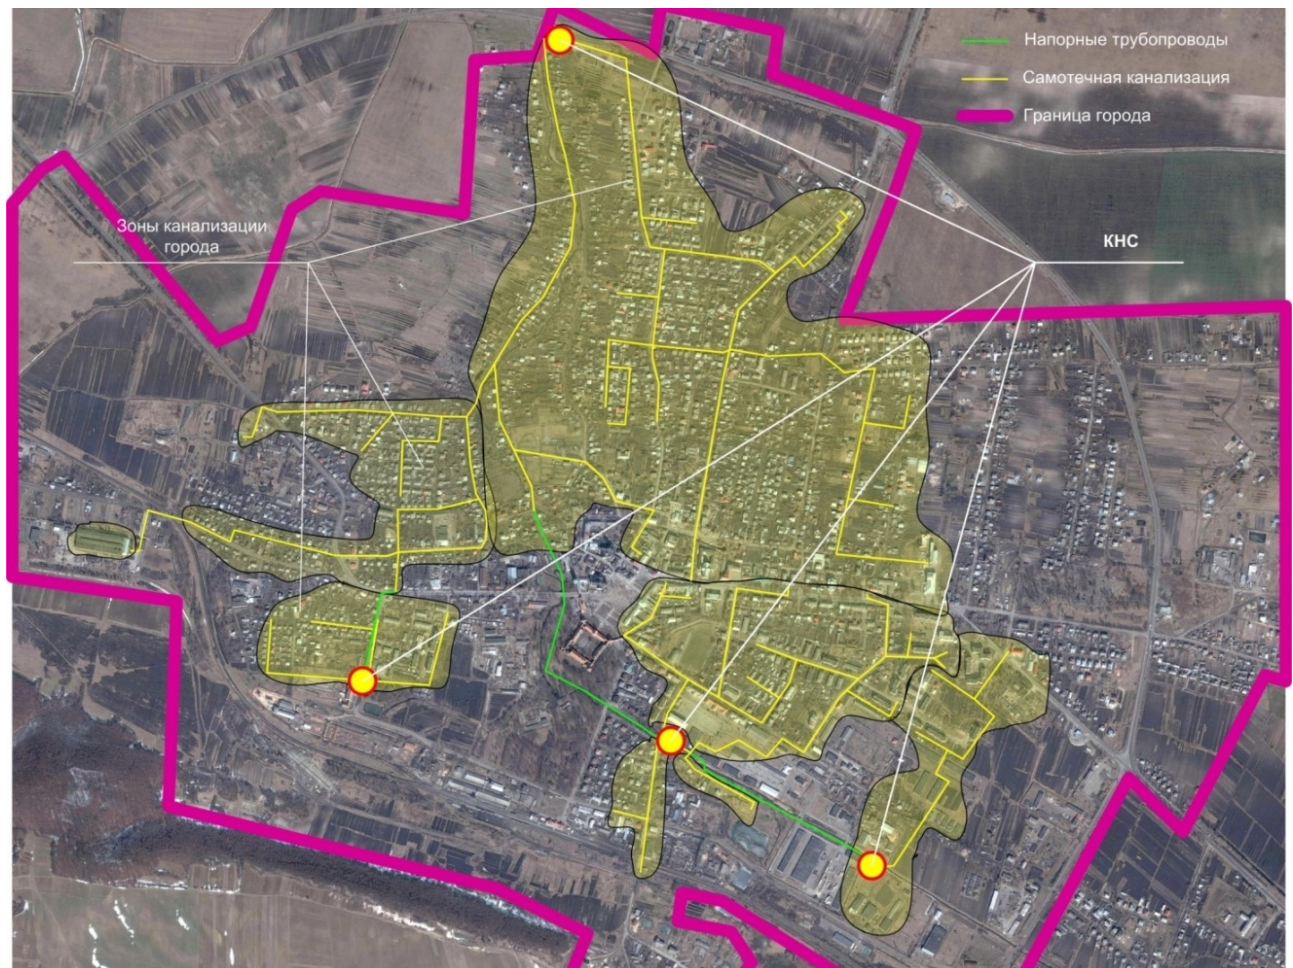 Напорные трубопроводы
Самотечная канализация
Граница города
Зоны канализации
города
КНС